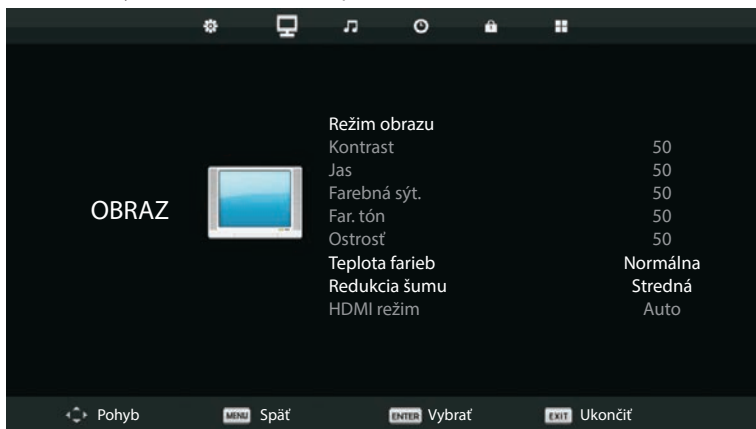 Režim obrazu
Kontrast 50
Jas 50
Farebná sýt. 50
OBRAZ
Far. tón 50
Ostrosť 50
Teplota farieb Normálna
Redukcia šumu Stredná
HDMI režim Auto
Pohyb MENU Späť ENTER Vybrať EXIT Ukončiť